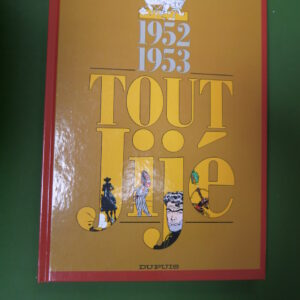 1952
1953
TOUT
Jijé
DUPUIS